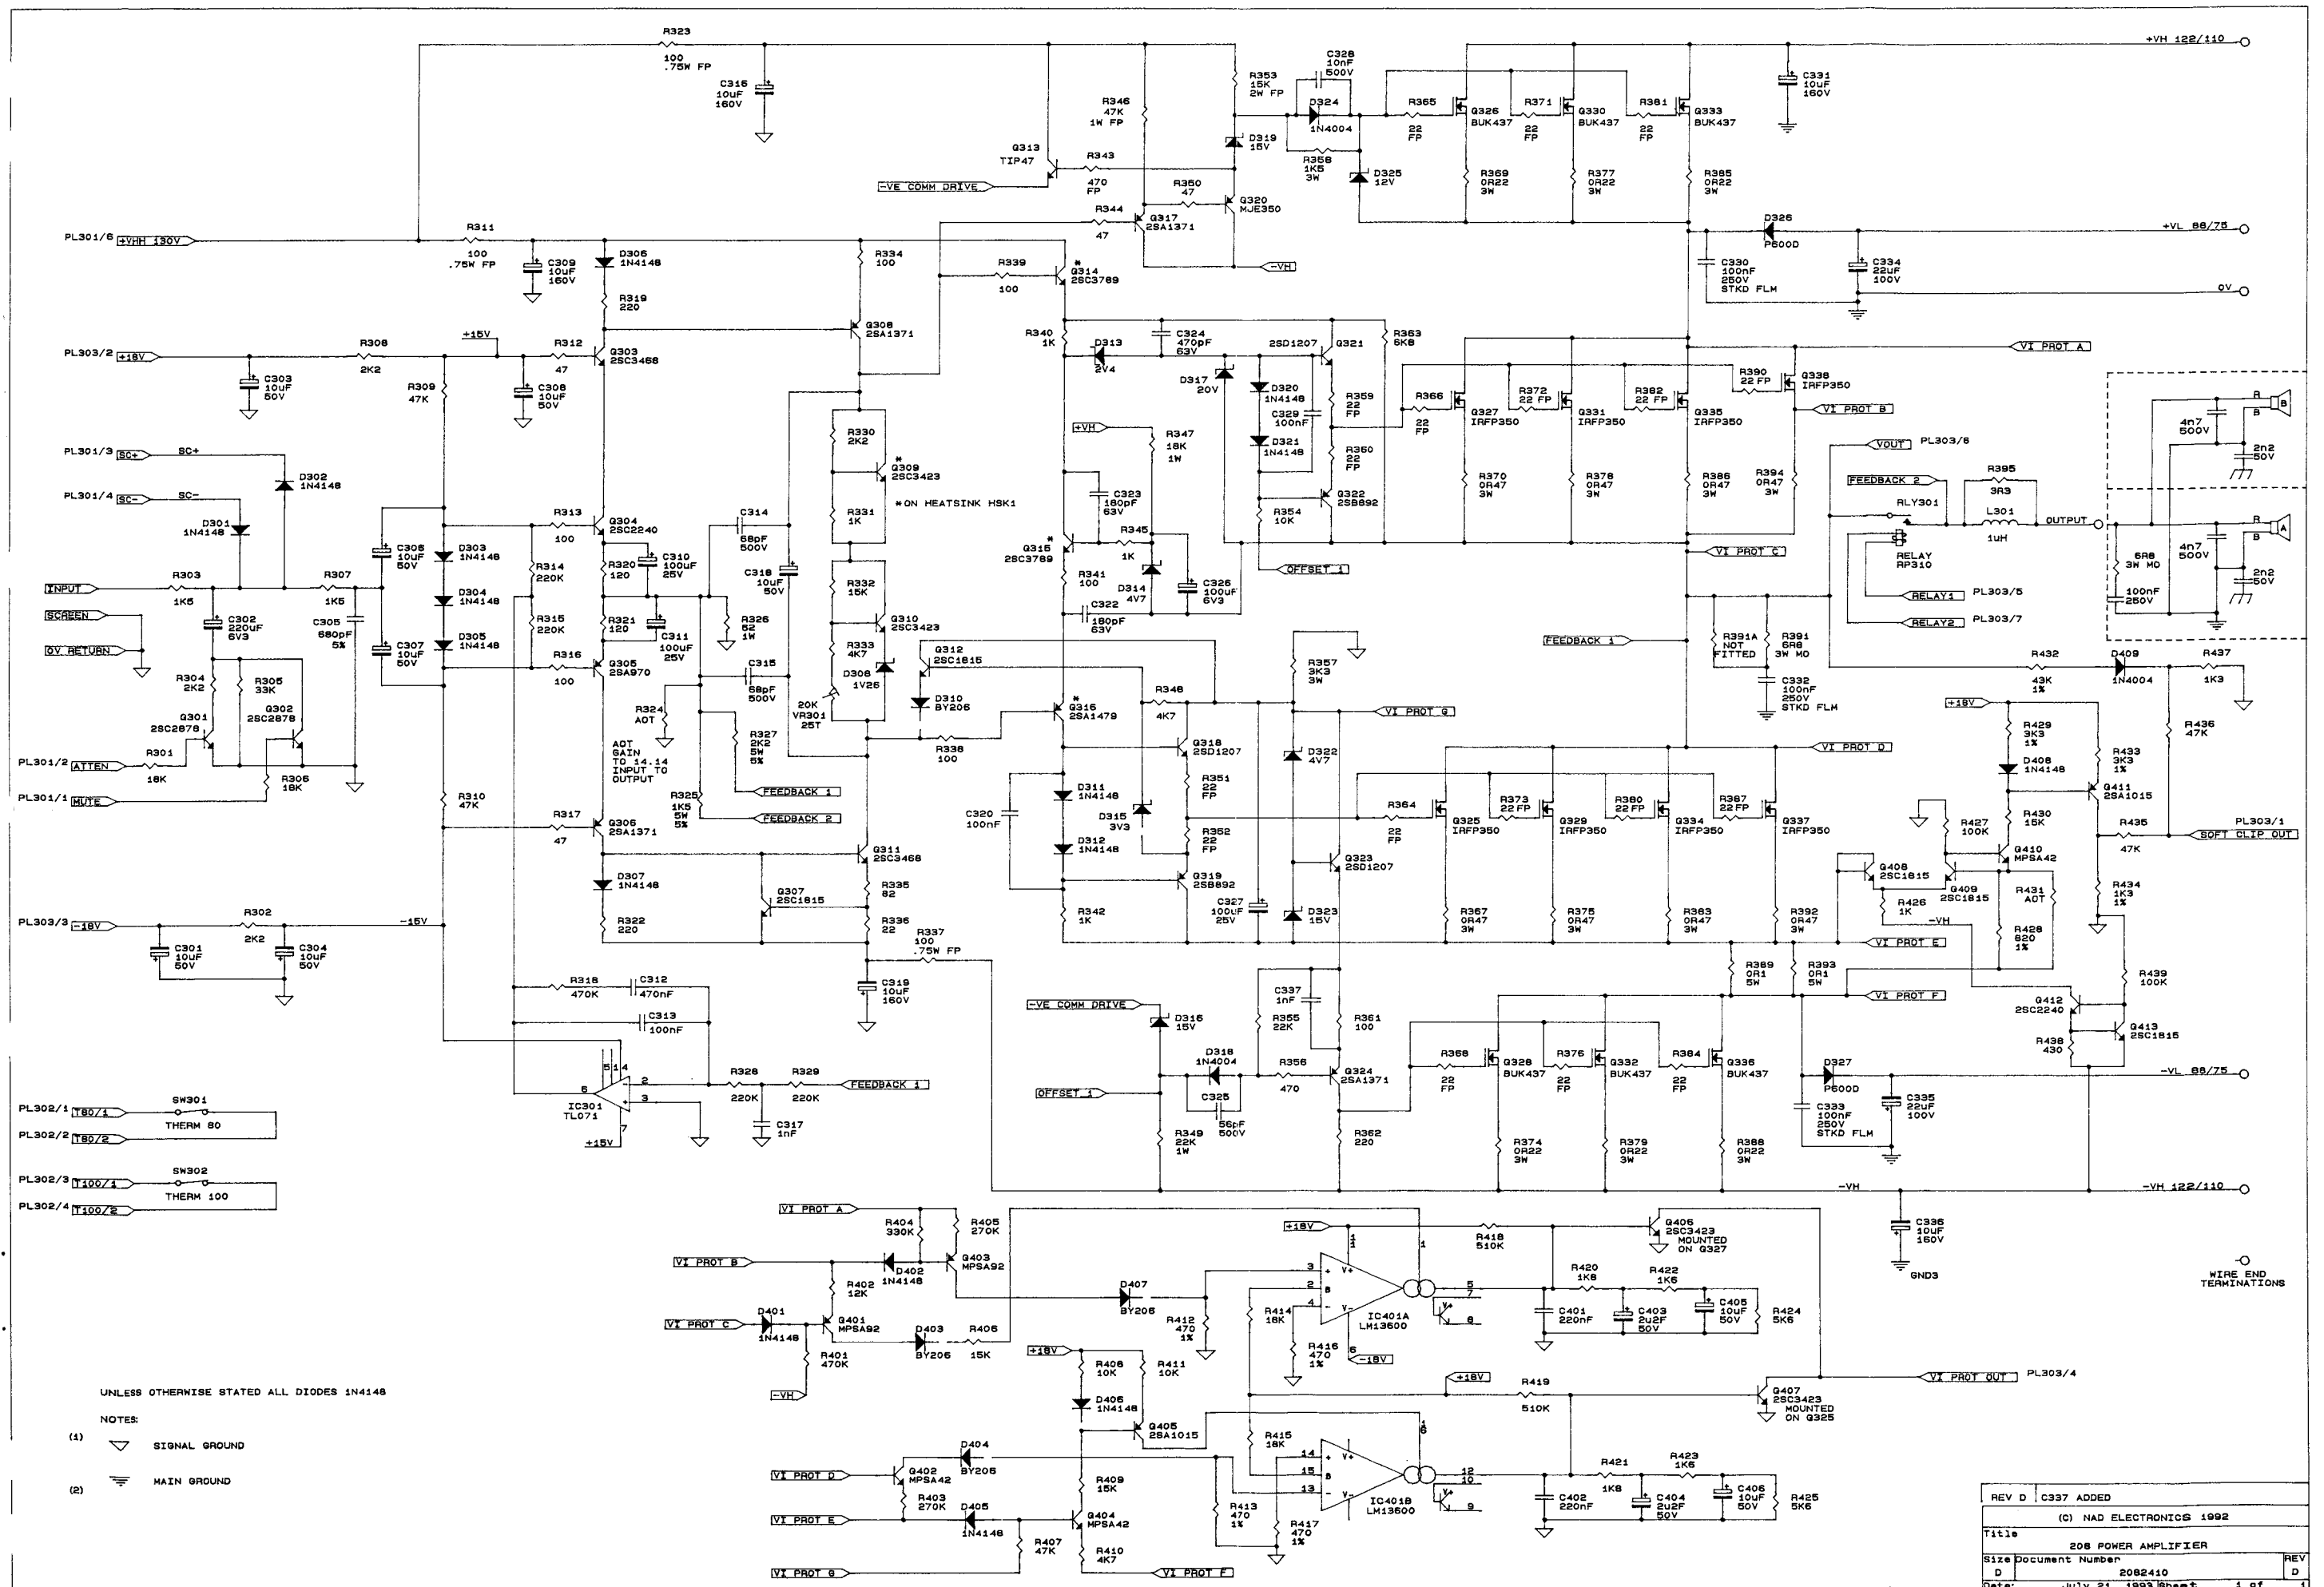 R323
100
.75W FP
C316
10uF
160V
R346
47K
1W FP
R353
15K
2W FP
C328
10nF
500V
D324
1N4004
R365
22
FP
Q326
BUK437
R371
22
FP
Q330
BUK437
R381
22
FP
Q333
BUK437
C331
10uF
160V
+VH 122/110
Q313
TIP47
R343
470
FP
D319
15V
R358
1K5
3W
D325
12V
R369
0R22
3W
R377
0R22
3W
R385
0R22
3W
-VE COMM DRIVE
R350
47
R344
47
Q317
2SA1371
Q320
MJE350
D326
P600D
+VL 88/75
PL301/6 +VHH 130V
R311
100
.75W FP
C309
10uF
160V
D306
1N4148
R334
100
R339
100
*
Q314
2SC3789
-VH
C330
100nF
250V
STKD FLM
C334
22uF
100V
0V
R319
220
Q308
2SA1371
PL303/2 +18V
R308
2K2
+15V
R312
47
Q303
2SC3468
C303
10uF
50V
R309
47K
C308
10uF
50V
R340
1K
D313
2V4
C324
470pF
63V
2SD1207
Q321
R363
6K8
D317
20V
D320
1N4148
C329
100nF
D321
1N4148
R359
22
FP
R360
22
FP
Q322
2SB892
R354
10K
OFFSET 1
R366
22
FP
Q327
IRFP350
R372
22 FP
Q331
IRFP350
R382
22 FP
Q335
IRFP350
R390
22 FP
Q338
IRFP350
VI PROT A
VI PROT B
R370
0R47
3W
R378
0R47
3W
R386
0R47
3W
R394
0R47
3W
VI PROT C
VOUT PL303/6
FEEDBACK 2
RLY301
R395
3R3
L301
1uH
OUTPUT
RELAY
RP310
RELAY1 PL303/5
RELAY2 PL303/7
4n7
500V
2n2
50V
R
B
B
6R8
3W MO
100nF
250V
4n7
500V
2n2
50V
R
B
A
PL301/3 SC+ SC+
PL301/4 SC- SC-
D302
1N4148
D301
1N4148
R330
2K2
*
Q309
2SC3423
*ON HEATSINK HSK1
R331
1K
+VH
R347
18K
1W
C323
180pF
63V
R345
1K
*
Q315
2SC3789
D314
4V7
C326
100uF
6V3
R341
100
C322
180pF
63V
INPUT
R303
1K5
R307
1K5
SCREEN
0V RETURN
C302
220uF
6V3
C305
680pF
5%
C306
10uF
50V
C307
10uF
50V
D303
1N4148
D304
1N4148
D305
1N4148
R313
100
R314
220K
R315
220K
R316
100
Q304
2SC2240
R320
120
C310
100uF
25V
R321
120
C311
100uF
25V
Q305
2SA970
C314
68pF
500V
C318
10uF
50V
R326
52
1W
C315
68pF
500V
R332
15K
Q310
2SC3423
R333
4K7
D308
1V26
20K
VR301
25T
R324
AOT
AOT
GAIN
TO 14.14
INPUT TO
OUTPUT
R327
2K2
5W
5%
R325
1K5
5W
5%
FEEDBACK 1
FEEDBACK 2
Q312
2SC1815
D310
BY206
R338
100
*
Q316
2SA1479
R348
4K7
R357
3K3
3W
VI PROT G
Q318
2SD1207
D322
4V7
R351
22
FP
R352
22
FP
D311
1N4148
D312
1N4148
C320
100nF
D315
3V3
Q319
2SB892
R342
1K
C327
100uF
25V
D323
15V
Q323
2SD1207
FEEDBACK 1
R391A
NOT
FITTED
R391
6R8
3W MO
C332
100nF
250V
STKD FLM
VI PROT D
R364
22
FP
Q325
IRFP350
R373
22 FP
Q329
IRFP350
R380
22 FP
Q334
IRFP350
R387
22 FP
Q337
IRFP350
R367
0R47
3W
R375
0R47
3W
R383
0R47
3W
R392
0R47
3W
VI PROT E
R389
0R1
5W
R393
0R1
5W
VI PROT F
R432
43K
1%
D409
1N4004
R437
1K3
+18V
R429
3K3
1%
D408
1N4148
R433
3K3
1%
R436
47K
Q411
2SA1015
R430
15K
R435
47K
PL303/1
SOFT CLIP OUT
R427
100K
Q410
MPSA42
Q408
2SC1815
Q409
2SC1815
R426
1K
-VH
R431
AOT
R434
1K3
1%
R428
820
1%
R439
100K
Q412
2SC2240
Q413
2SC1815
R438
430
R304
2K2
R305
33K
Q301
2SC2878
Q302
2SC2878
R301
18K
R306
18K
PL301/2 ATTEN
PL301/1 MUTE
R310
47K
R317
47
Q306
2SA1371
D307
1N4148
R322
220
Q311
2SC3468
Q307
2SC1815
R335
82
R336
22
R337
100
.75W FP
PL303/3 -18V
R302
2K2
-15V
C301
10uF
50V
C304
10uF
50V
R318
470K
C312
470nF
C313
100nF
C319
10uF
160V
5 1 4
6
2
3
7
IC301
TL071
+15V
R328
220K
R329
220K
FEEDBACK 1
C317
1nF
-VE COMM DRIVE
D316
15V
OFFSET 1
D318
1N4004
C325
56pF
500V
R349
22K
1W
C337
1nF
R355
22K
R361
100
R356
470
Q324
2SA1371
R362
220
R368
22
FP
Q328
BUK437
R376
22
FP
Q332
BUK437
R384
22
FP
Q336
BUK437
R374
0R22
3W
R379
0R22
3W
R388
0R22
3W
D327
P600D
C333
100nF
250V
STKD FLM
C335
22uF
100V
-VL 88/75
-VH
-VH 122/110
C336
10uF
160V
GND3
WIRE END
TERMINATIONS
PL302/1 T80/1
SW301
THERM 80
PL302/2 T80/2
PL302/3 T100/1
SW302
THERM 100
PL302/4 T100/2
VI PROT A
R404
330K
R405
270K
VI PROT B
Q403
MPSA92
D402
1N4148
R402
12K
VI PROT C
D401
1N4148
Q401
MPSA92
R401
470K
-VH
D403
BY206
R406
15K
D407
BY206
R412
470
1%
+18V
R408
10K
R411
10K
D406
1N4148
Q405
2SA1015
R414
18K
R416
470
1%
+18V
11
1
3
2
4
+
B
-
V+
V-
6
-18V
5
7
8
V+
IC401A
LM13600
R418
510K
Q406
2SC3423
MOUNTED
ON Q327
R420
1K8
R422
1K6
C401
220nF
C403
2u2F
50V
C405
10uF
50V
R424
5K6
+18V
R419
510K
Q407
2SC3423
MOUNTED
ON Q325
VI PROT OUT PL303/4
R415
18K
14
15
13
+
B
-
V+
V-
16
12
10
9
V+
IC401B
LM13600
R421
1K8
R423
1K6
C402
220nF
C404
2u2F
50V
C406
10uF
50V
R425
5K6
VI PROT D
Q402
MPSA42
D404
BY206
R403
270K
D405
1N4148
VI PROT E
R409
15K
Q404
MPSA42
R407
47K
R410
4K7
R413
470
1%
R417
470
1%
VI PROT G
VI PROT F
UNLESS OTHERWISE STATED ALL DIODES 1N4148
NOTES:
(1)
SIGNAL GROUND
(2)
MAIN GROUND
REV D C337 ADDED
(C) NAD ELECTRONICS 1992
Title
208 POWER AMPLIFIER
Size Document Number REV
D 2082410 D
Date: July 21, 1993 Sheet 1 of 1